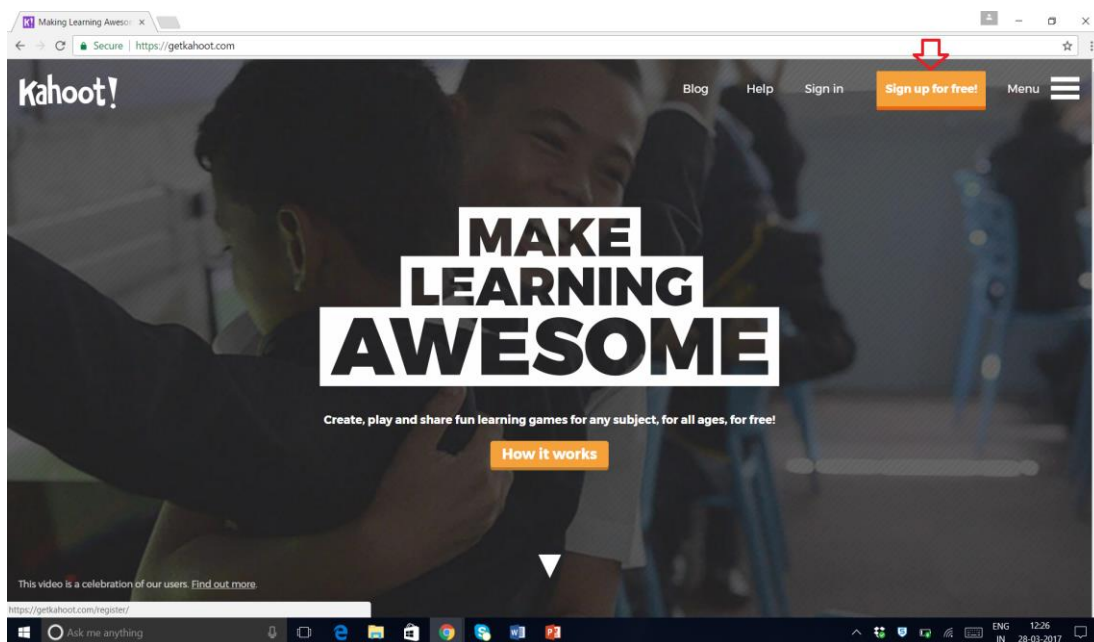 Making Learning Awesor
Secure | https://getkahoot.com
Kahoot!
Blog Help Sign in Sign up for free! Menu
MAKE
LEARNING
AWESOME
Create, play and share fun learning games for any subject, for all ages, for free!
How it works
This video is a celebration of our users. Find out more.
https://getkahoot.com/register/
Ask me anything
ENG 12:26
IN 28-03-2017